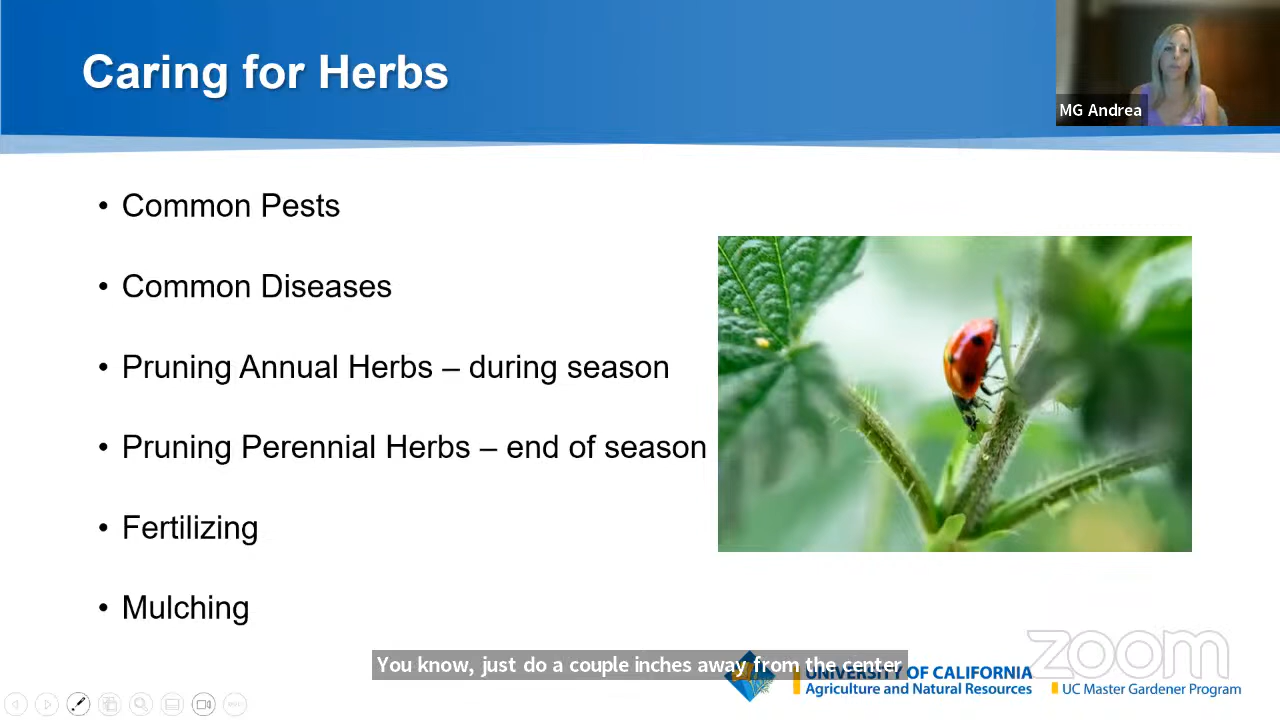 Caring for Herbs
MG Andrea
• Common Pests
• Common Diseases
• Pruning Annual Herbs – during season
• Pruning Perennial Herbs – end of season
• Fertilizing
• Mulching
zoom
You know, just do a couple inches away from the center
UNIVERSITY OF CALIFORNIA
Agriculture and Natural Resources
UC Master Gardener Program